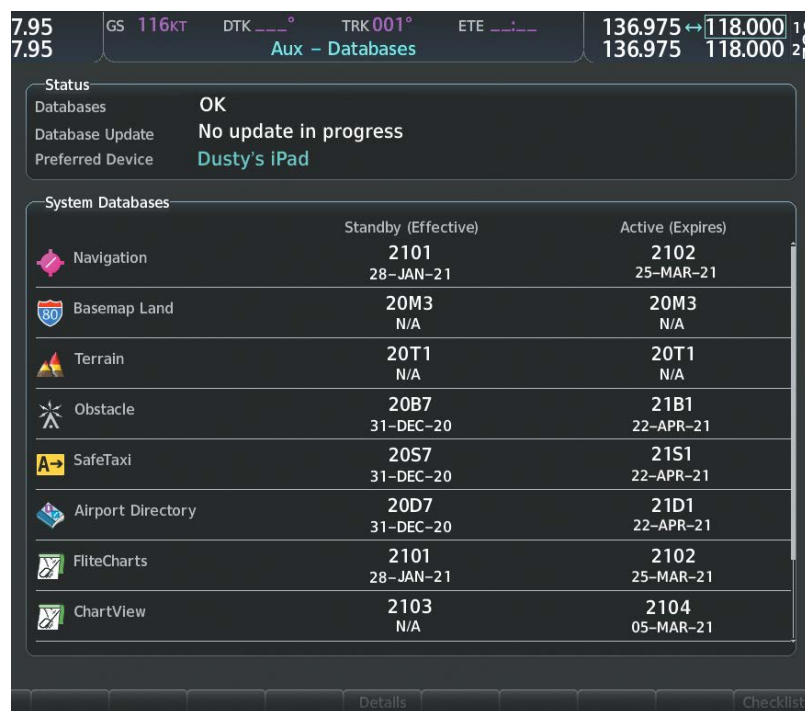 7.95 GS 116KT DTK ___° TRK 001° ETE __:__ 136.975 ↔ 118.000 1
7.95 Aux – Databases 136.975 118.000 2
Status
Databases OK
Database Update No update in progress
Preferred Device Dusty's iPad
System Databases
Standby (Effective) Active (Expires)
Navigation 2101 2102
28-JAN-21 25-MAR-21
80 Basemap Land 20M3 20M3
N/A N/A
Terrain 20T1 20T1
N/A N/A
Obstacle 20B7 21B1
31-DEC-20 22-APR-21
A→ SafeTaxi 20S7 21S1
31-DEC-20 22-APR-21
Airport Directory 20D7 21D1
31-DEC-20 22-APR-21
FliteCharts 2101 2102
28-JAN-21 25-MAR-21
ChartView 2103 2104
N/A 05-MAR-21
Details Checklist